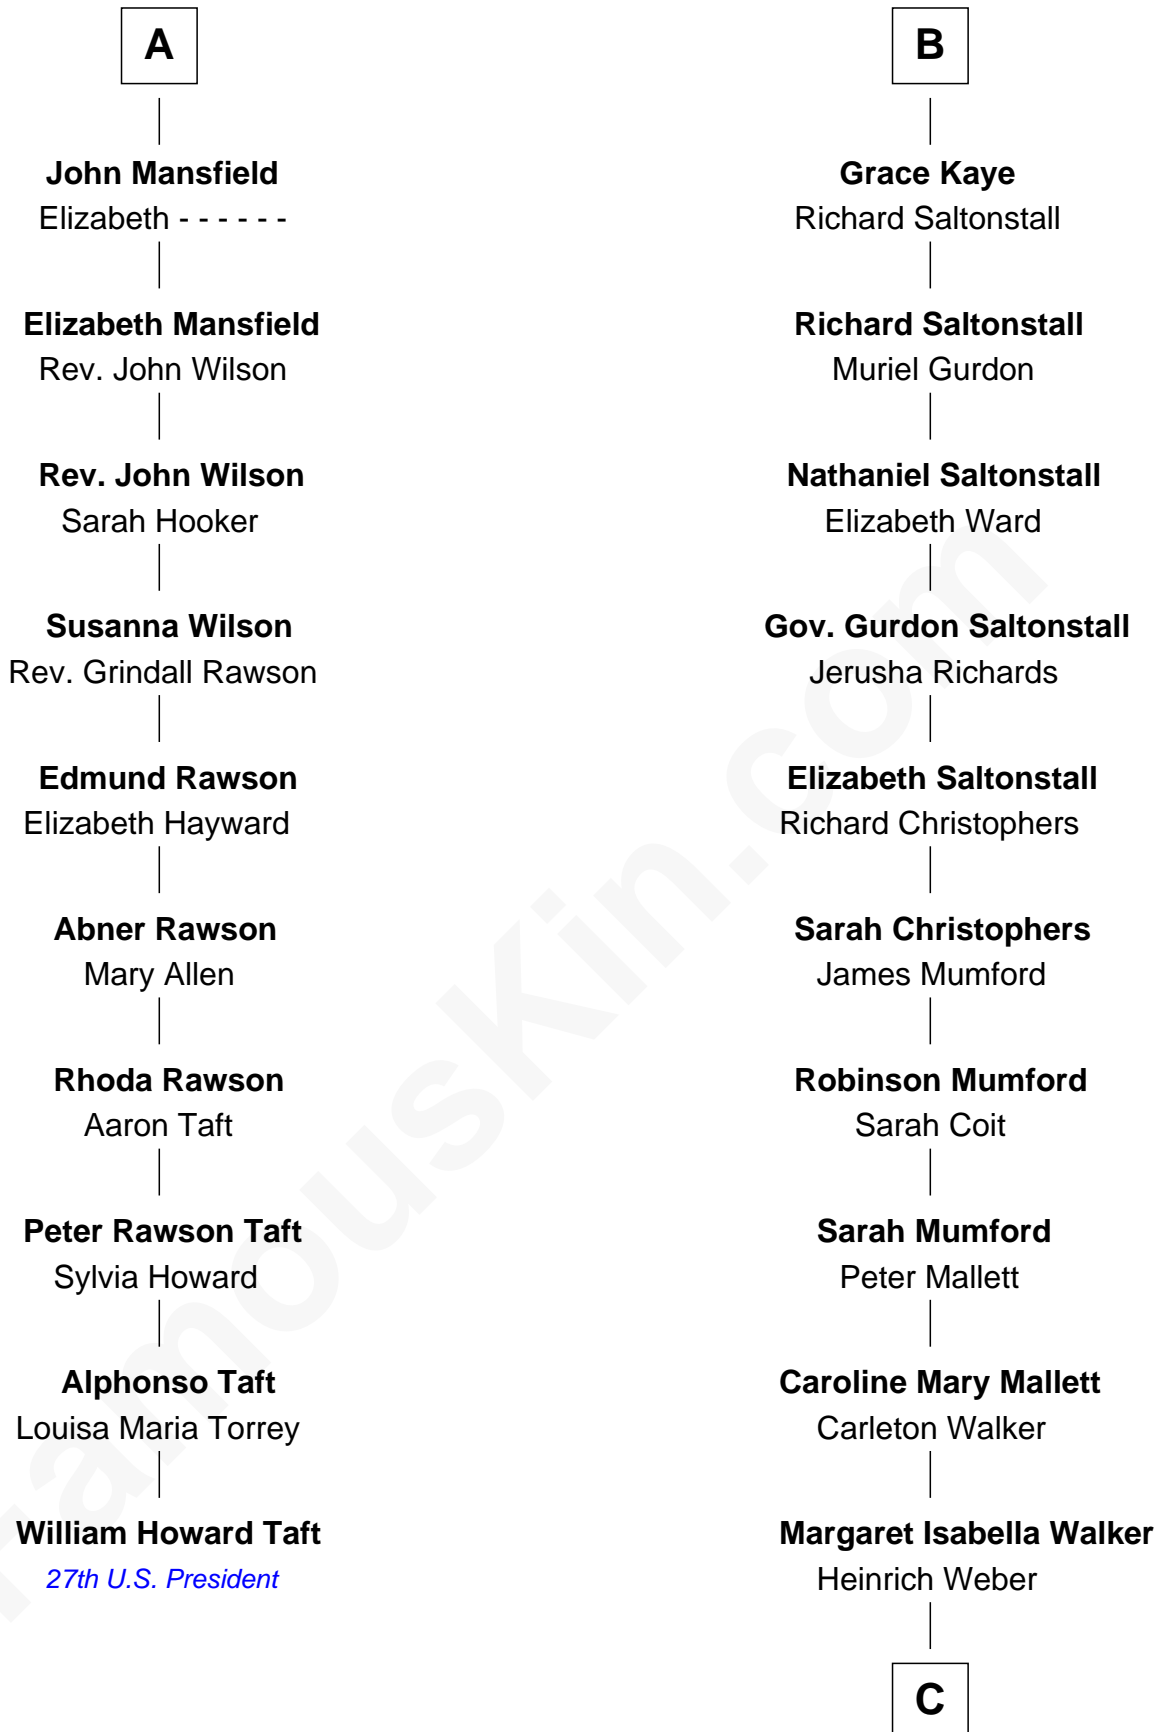 A
John Mansfield
Elizabeth - - - - - -
Elizabeth Mansfield
Rev. John Wilson
Rev. John Wilson
Sarah Hooker
Susanna Wilson
Rev. Grindall Rawson
Edmund Rawson
Elizabeth Hayward
Abner Rawson
Mary Allen
Rhoda Rawson
Aaron Taft
Peter Rawson Taft
Sylvia Howard
Alphonso Taft
Louisa Maria Torrey
William Howard Taft
27th U.S. President
B
Grace Kaye
Richard Saltonstall
Richard Saltonstall
Muriel Gurdon
Nathaniel Saltonstall
Elizabeth Ward
Gov. Gurdon Saltonstall
Jerusha Richards
Elizabeth Saltonstall
Richard Christophers
Sarah Christophers
James Mumford
Robinson Mumford
Sarah Coit
Sarah Mumford
Peter Mallett
Caroline Mary Mallett
Carleton Walker
Margaret Isabella Walker
Heinrich Weber
C
FamousKin.com